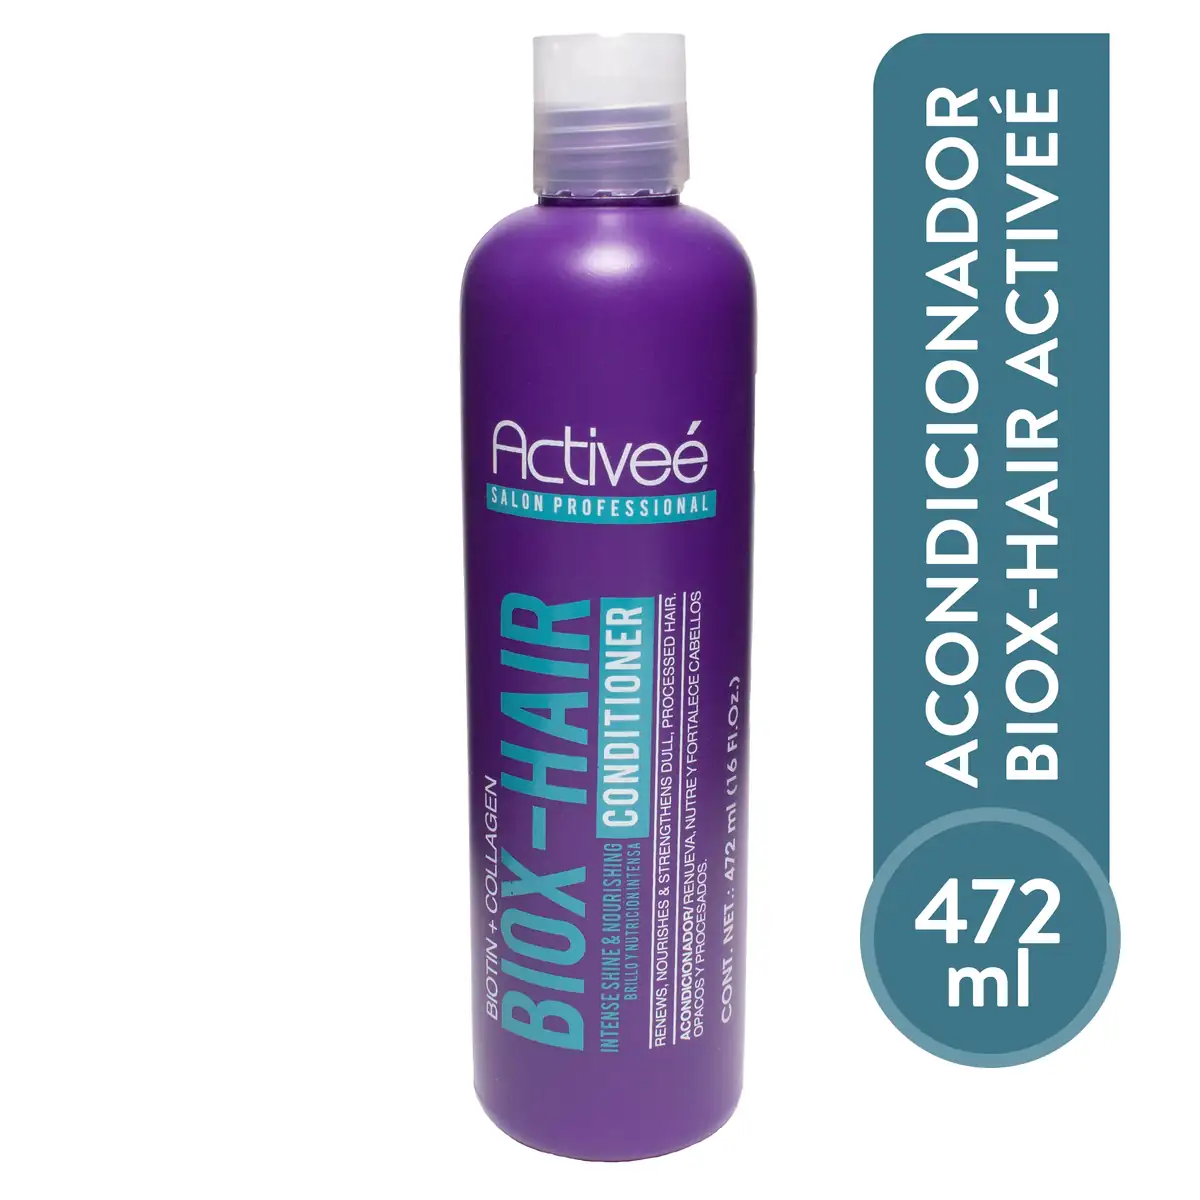 Activeé
SALON PROFESSIONAL
BIOTIN + COLLAGEN
BIOX-HAIR
INTENSE SHINE & NOURISHING
BRILLO Y NUTRICION INTENSA
CONDITIONER
RENEWS, NOURISHES & STRENGTHENS DULL, PROCESSED HAIR.
ACONDICIONADOR/RENUEVA, NUTRE Y FORTALECE CABELLOS
OPACOS Y PROCESADOS.
CONT. NET.: 472 ml (16 Fl.Oz.)
ACONDICIONADOR
BIOX-HAIR ACTIVEÉ
472
ml